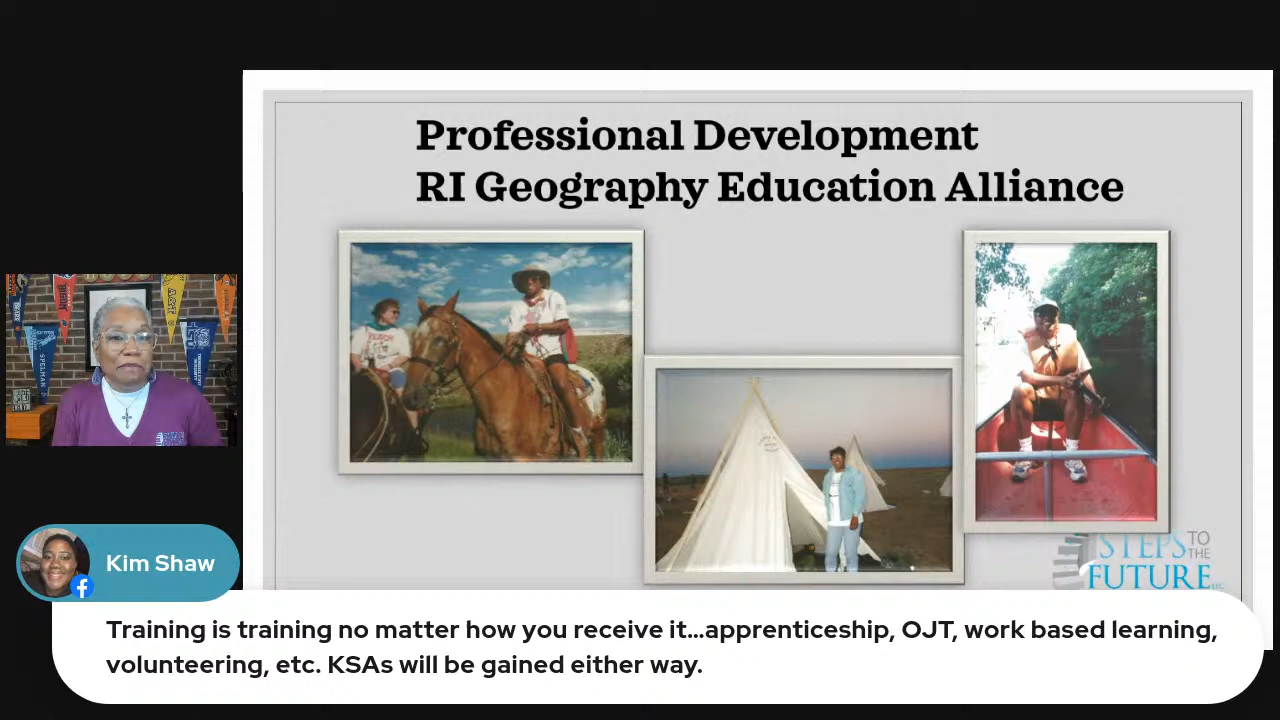 Professional Development
RI Geography Education Alliance
STEPS TO THE
FUTURE
SPELMAN
Kim Shaw
Training is training no matter how you receive it...apprenticeship, OJT, work based learning,
volunteering, etc. KSAs will be gained either way.